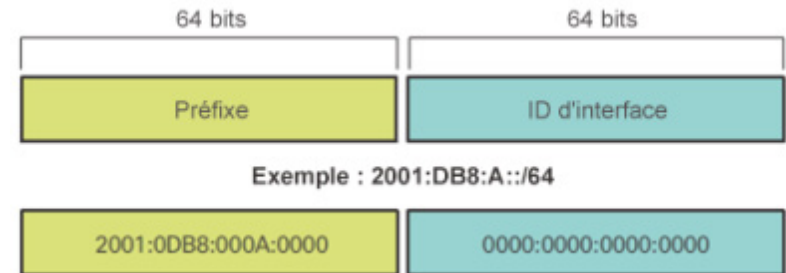 64 bits 64 bits
Préfixe ID d'interface
Exemple : 2001:DB8:A::/64
2001:0DB8:000A:0000 0000:0000:0000:0000